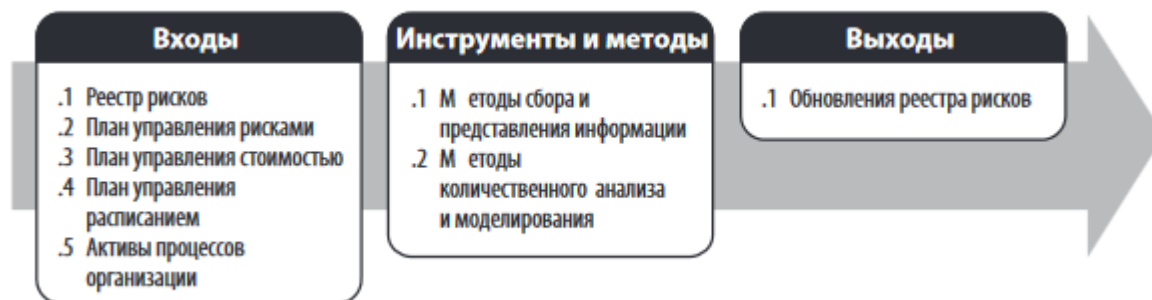 Входы
.1 Реестр рисков
.2 План управления рисками
.3 План управления стоимостью
.4 План управления
расписанием
.5 Активы процессов
организации
Инструменты и методы
.1 М етоды сбора и
представления информации
.2 М етоды
количественного анализа
и моделирования
Выходы
.1 Обновления реестра рисков